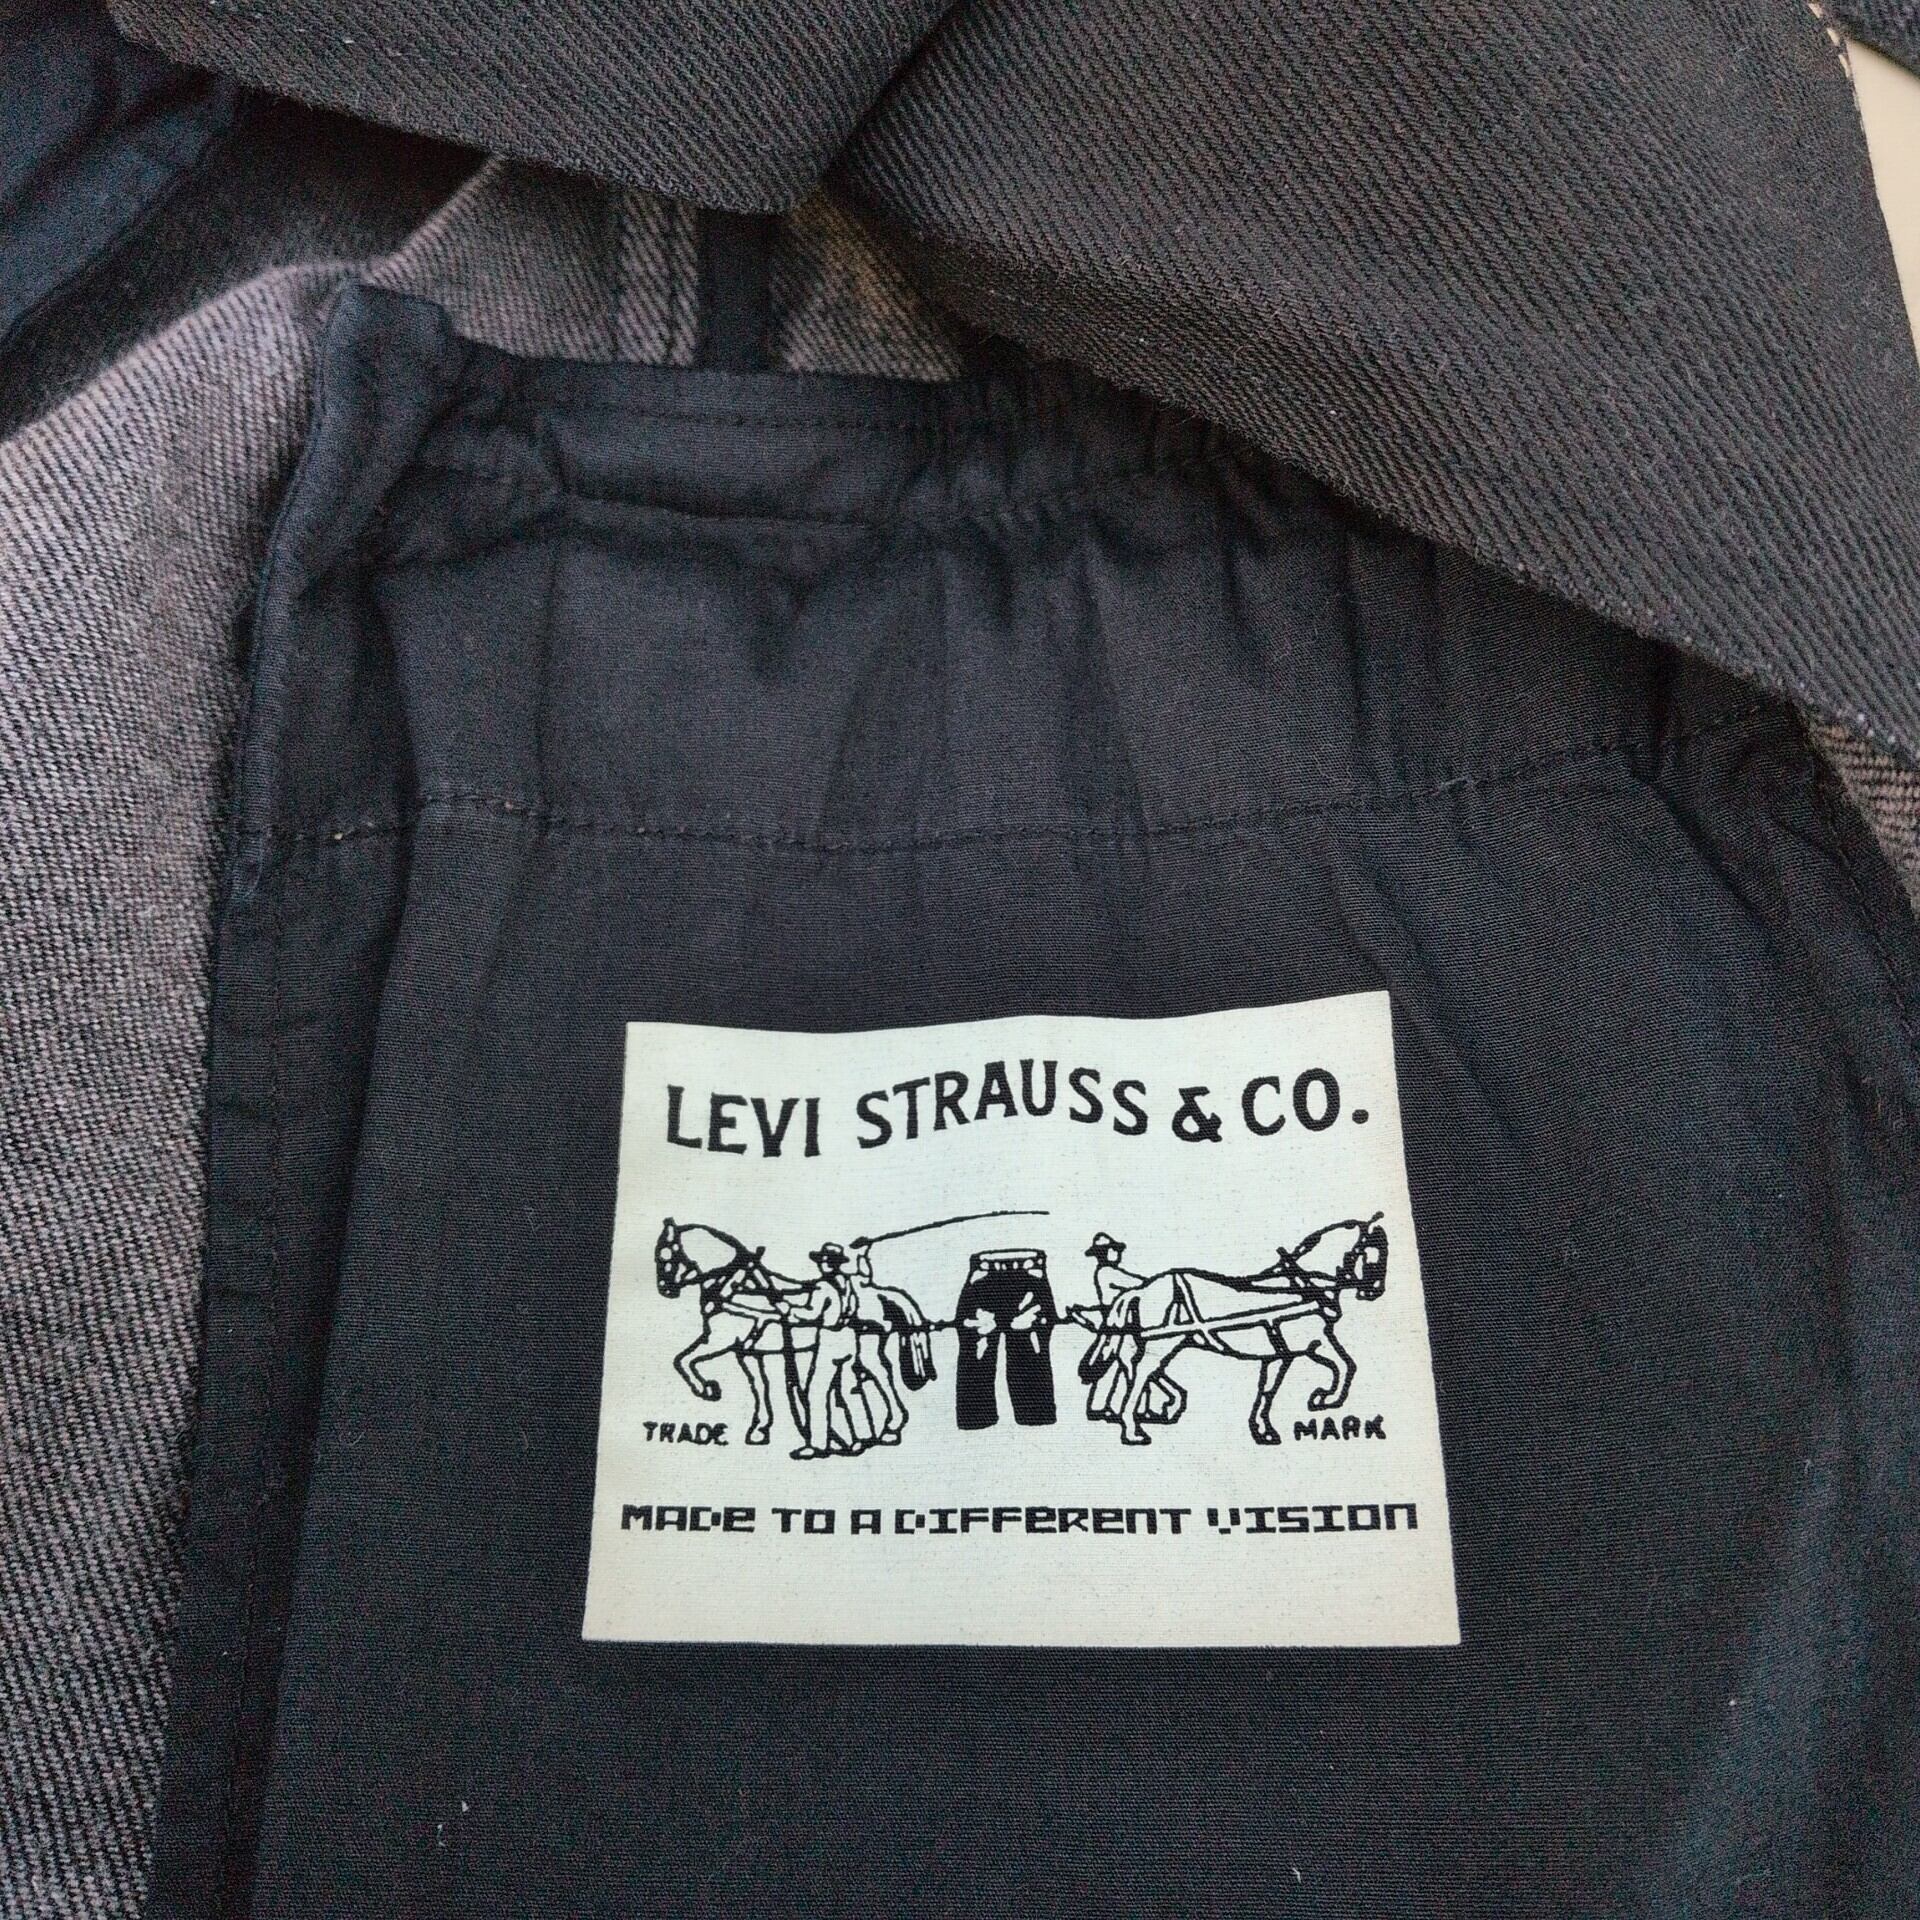 LEVI STRAUSS & CO.
TRADE MARK
MADE TO A DIFFERENT VISION